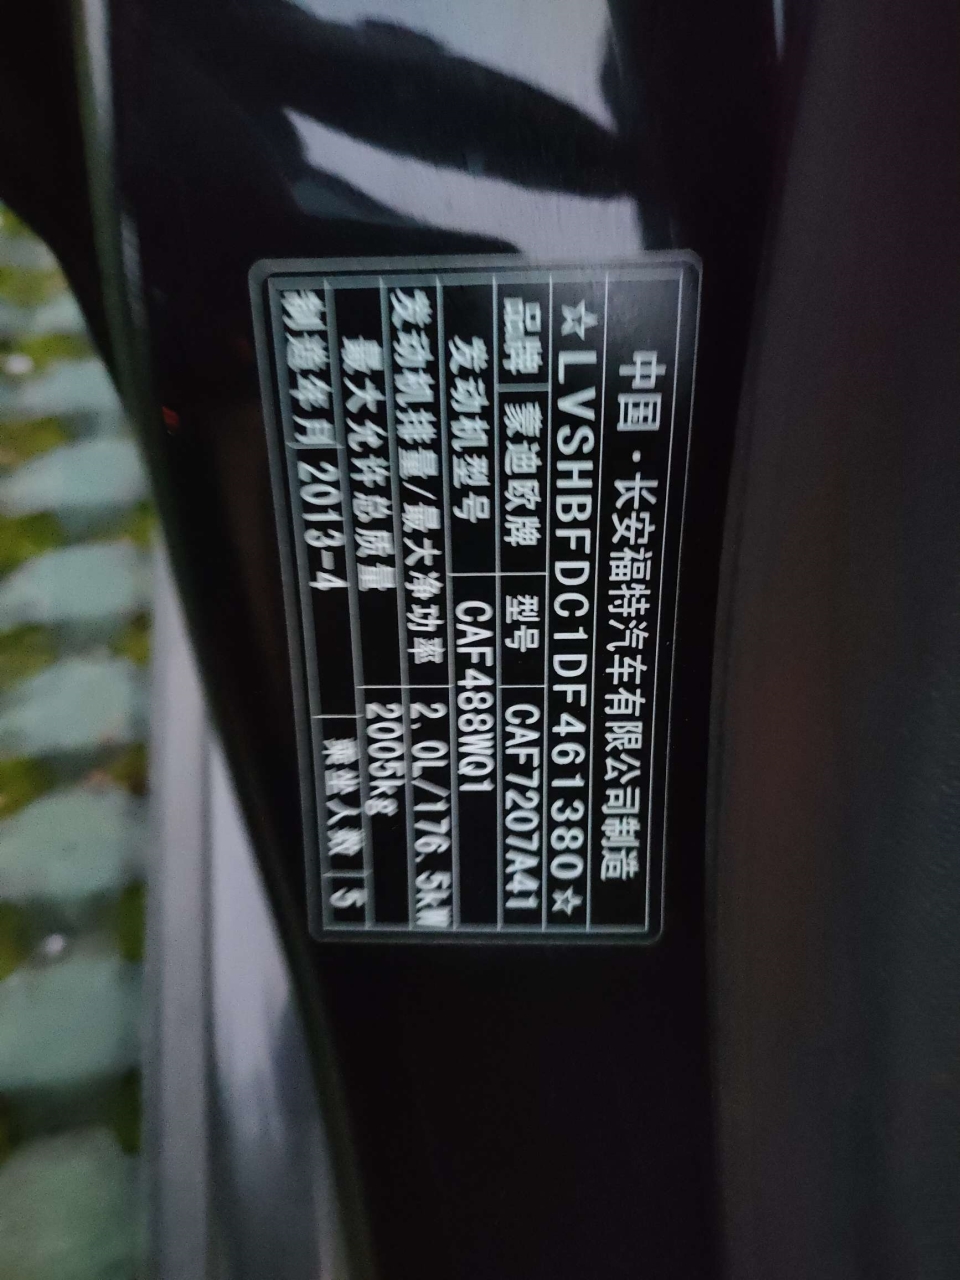 中国·长安福特汽车有限公司制造
☆LVSHBFDC1DF461380☆
品牌 蒙迪欧牌 型号 CAF7207A41
发动机型号 CAF488WQ1
发动机排量/最大净功率 2.0L/176.5kW
最大允许总质量 2005kg
制造年月 2013-4 乘坐人数 5